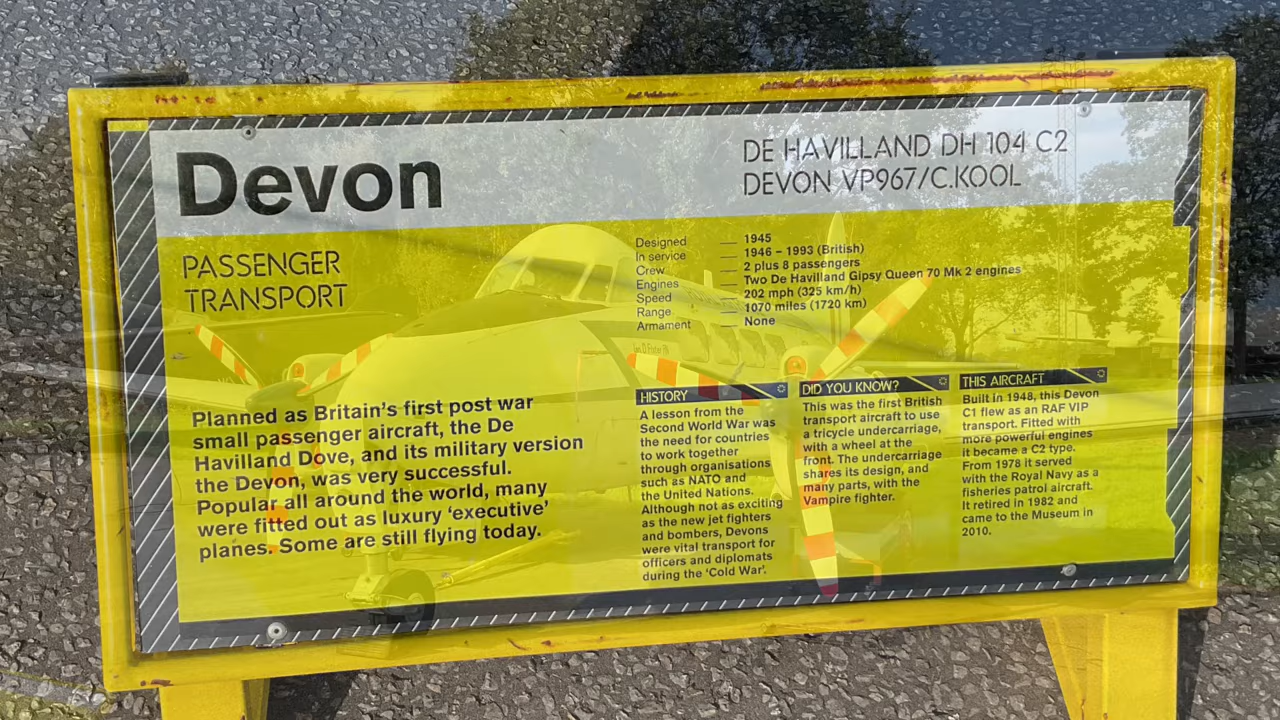 Devon
DE HAVILLAND DH 104 C2
DEVON VP967/C.KOOL
PASSENGER
TRANSPORT
Designed — 1945
In service — 1946 – 1993 (British)
Crew — 2 plus 8 passengers
Engines — Two De Havilland Gipsy Queen 70 Mk 2 engines
Speed — 202 mph (325 km/h)
Range — 1070 miles (1720 km)
Armament — None
Planned as Britain's first post war
small passenger aircraft, the De
Havilland Dove, and its military version
the Devon, was very successful.
Popular all around the world, many
were fitted out as luxury 'executive'
planes. Some are still flying today.
HISTORY
A lesson from the
Second World War was
the need for countries
to work together
through organisations
such as NATO and
the United Nations.
Although not as exciting
as the new jet fighters
and bombers, Devons
were vital transport for
officers and diplomats
during the 'Cold War'.
DID YOU KNOW?
This was the first British
transport aircraft to use
a tricycle undercarriage,
with a wheel at the
front. The undercarriage
shares its design, and
many parts, with the
Vampire fighter.
THIS AIRCRAFT
Built in 1948, this Devon
C1 flew as an RAF VIP
transport. Fitted with
more powerful engines
it became a C2 type.
From 1978 it served
with the Royal Navy as a
fisheries patrol aircraft.
It retired in 1982 and
came to the Museum in
2010.